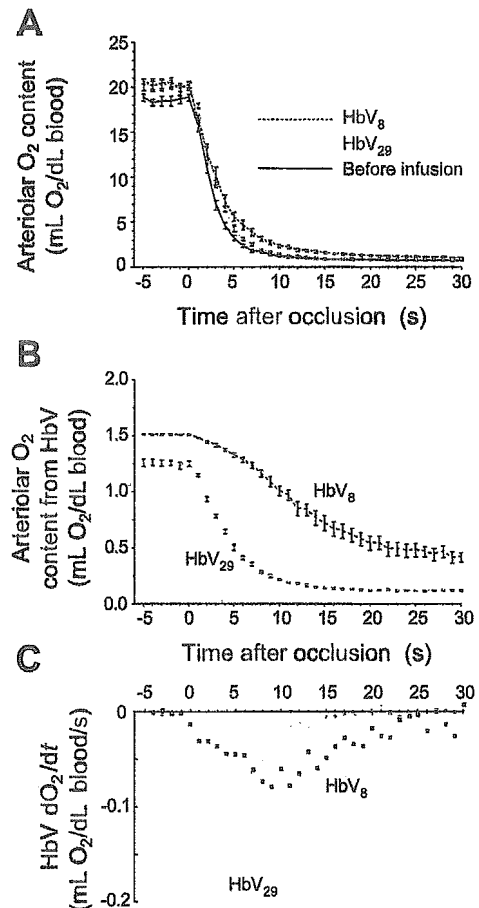 A
Arteriolar O2 content
(mL O2/dL blood)
25
20
15
10
5
0
HbV8
HbV29
Before infusion
-5 0 5 10 15 20 25 30
Time after occlusion (s)
B
Arteriolar O2
content from HbV
(mL O2/dL blood)
2.0
1.5
1.0
0.5
0.0
HbV8
HbV29
-5 0 5 10 15 20 25 30
Time after occlusion (s)
C
HbV dO2/dt
(mL O2/dL blood/s)
-5 0 5 10 15 20 25 30
0
-0.1
-0.2
HbV8
HbV29